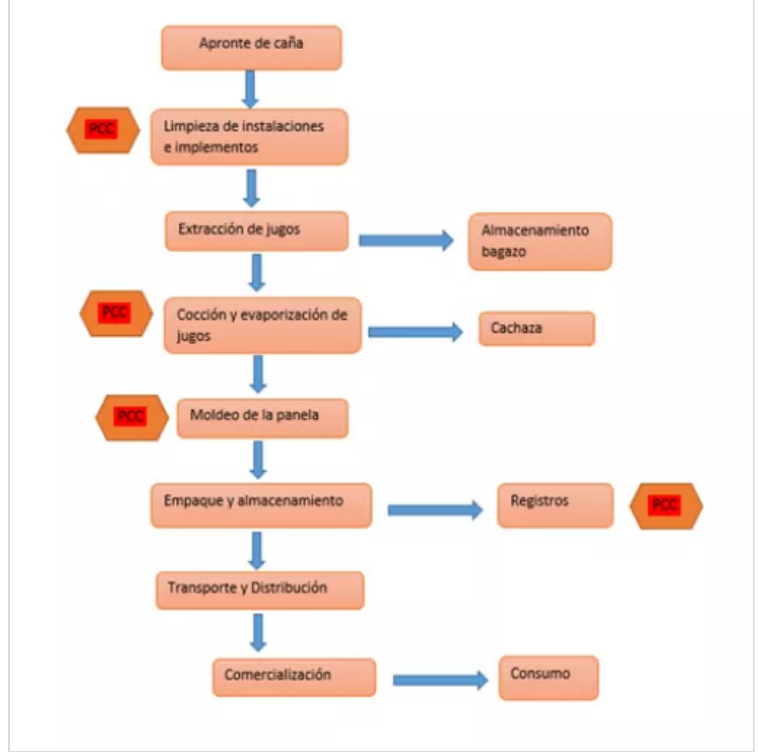 Apronte de caña
PCC
Limpieza de instalaciones
e implementos
Extracción de jugos
Almacenamiento
bagazo
PCC
Cocción y evaporización de
jugos
Cachaza
PCC
Moldeo de la panela
Empaque y almacenamiento
Registros
PCC
Transporte y Distribución
Comercialización
Consumo